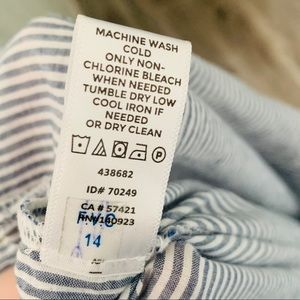 MACHINE WASH
COLD
ONLY NON-
CHLORINE BLEACH
WHEN NEEDED
TUMBLE DRY LOW
COOL IRON IF
NEEDED
OR DRY CLEAN
438682
ID# 70249
CA # 57421
14